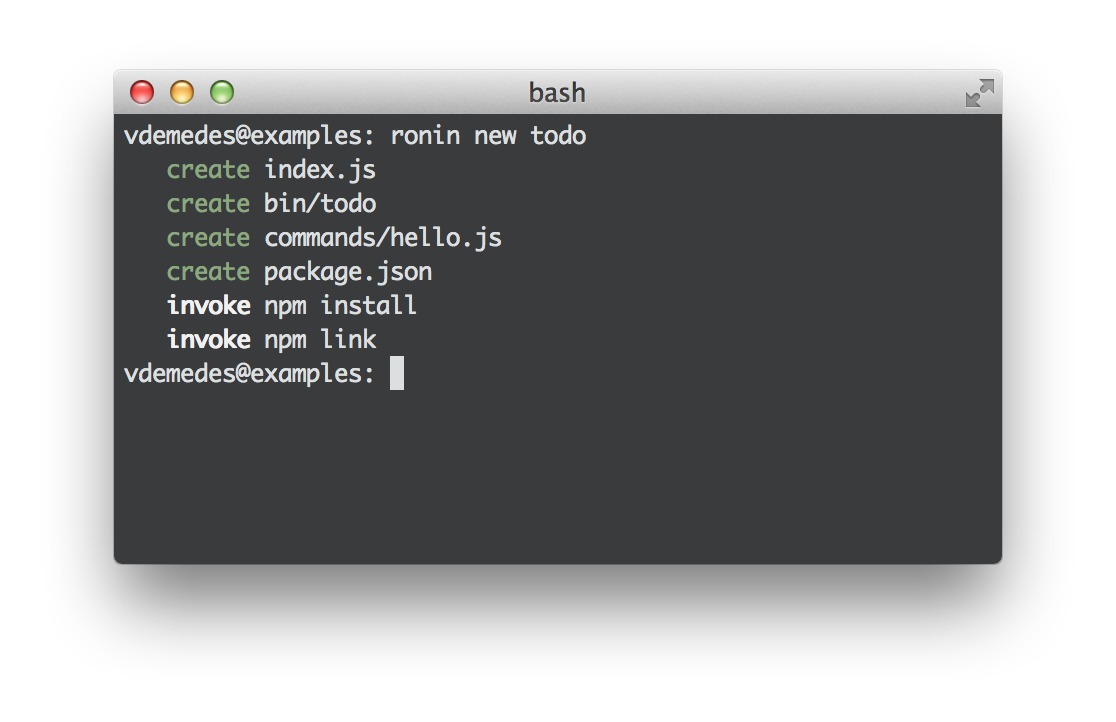 bash
vdemedes@examples: ronin new todo
create index.js
create bin/todo
create commands/hello.js
create package.json
invoke npm install
invoke npm link
vdemedes@examples: